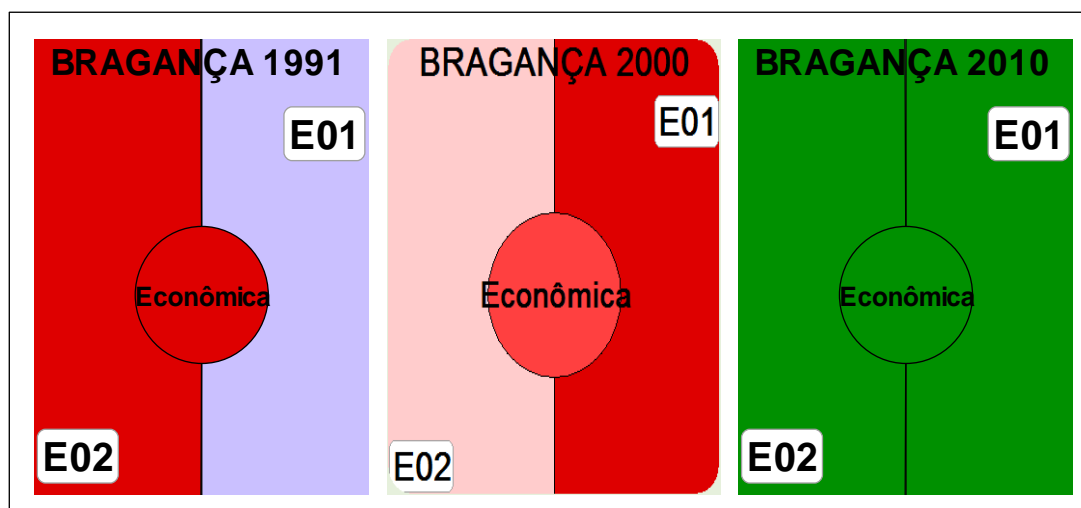 BRAGANÇA 1991
E01
Econômica
E02
BRAGANÇA 2000
E01
Econômica
E02
BRAGANÇA 2010
E01
Econômica
E02